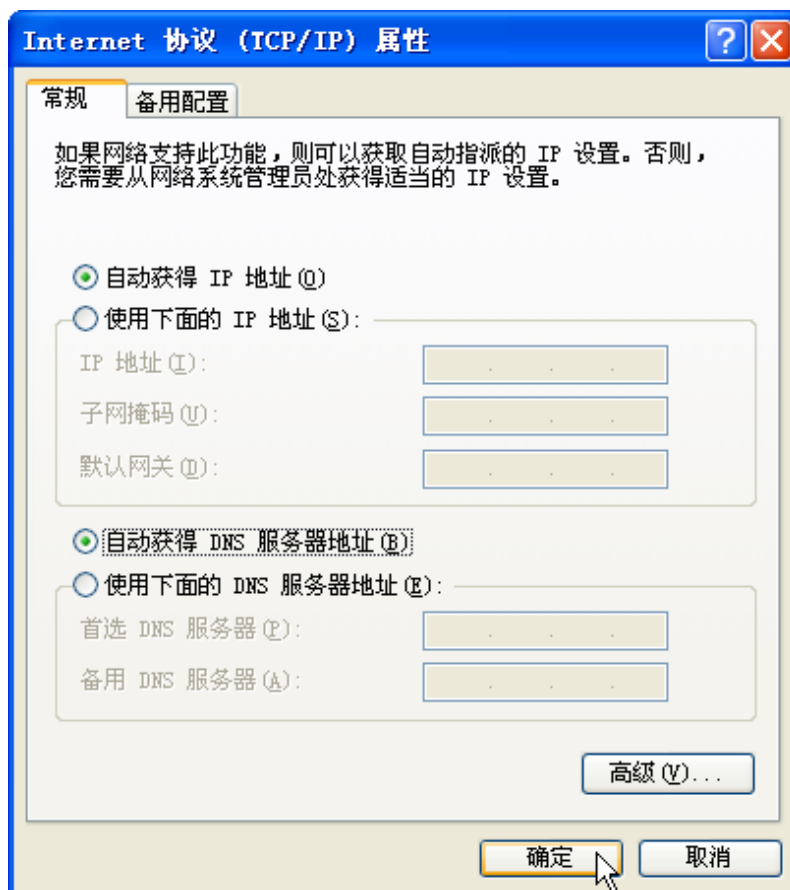 Internet 协议 (TCP/IP) 属性
常规
备用配置
如果网络支持此功能，则可以获取自动指派的 IP 设置。否则，
您需要从网络系统管理员处获得适当的 IP 设置。
自动获得 IP 地址(O)
使用下面的 IP 地址(S):
IP 地址(I):
子网掩码(U):
默认网关(D):
自动获得 DNS 服务器地址(B)
使用下面的 DNS 服务器地址(E):
首选 DNS 服务器(P):
备用 DNS 服务器(A):
高级(V)...
确定
取消